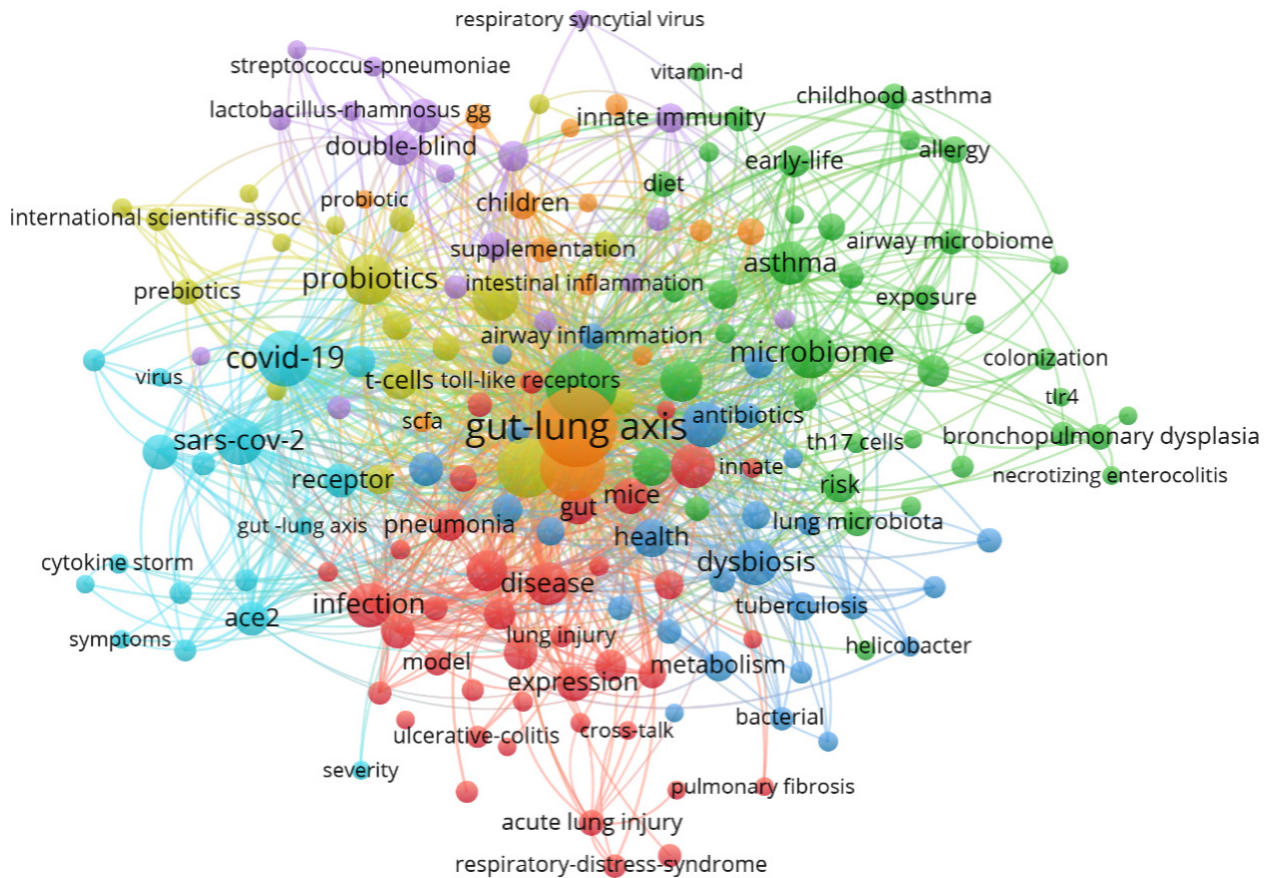 respiratory syncytial virus
streptococcus-pneumoniae
vitamin-d
childhood asthma
lactobacillus-rhamnosus gg
innate immunity
double-blind
early-life
allergy
diet
probiotic
children
international scientific assoc
supplementation
airway microbiome
asthma
probiotics
intestinal inflammation
prebiotics
exposure
airway inflammation
covid-19
microbiome
colonization
virus
t-cells
toll-like receptors
tlr4
scfa
gut-lung axis
antibiotics
sars-cov-2
th17 cells
bronchopulmonary dysplasia
innate
necrotizing enterocolitis
receptor
risk
mice
gut
gut -lung axis
pneumonia
lung microbiota
health
cytokine storm
dysbiosis
disease
infection
tuberculosis
ace2
symptoms
lung injury
helicobacter
model
metabolism
expression
bacterial
ulcerative-colitis
cross-talk
severity
pulmonary fibrosis
acute lung injury
respiratory-distress-syndrome